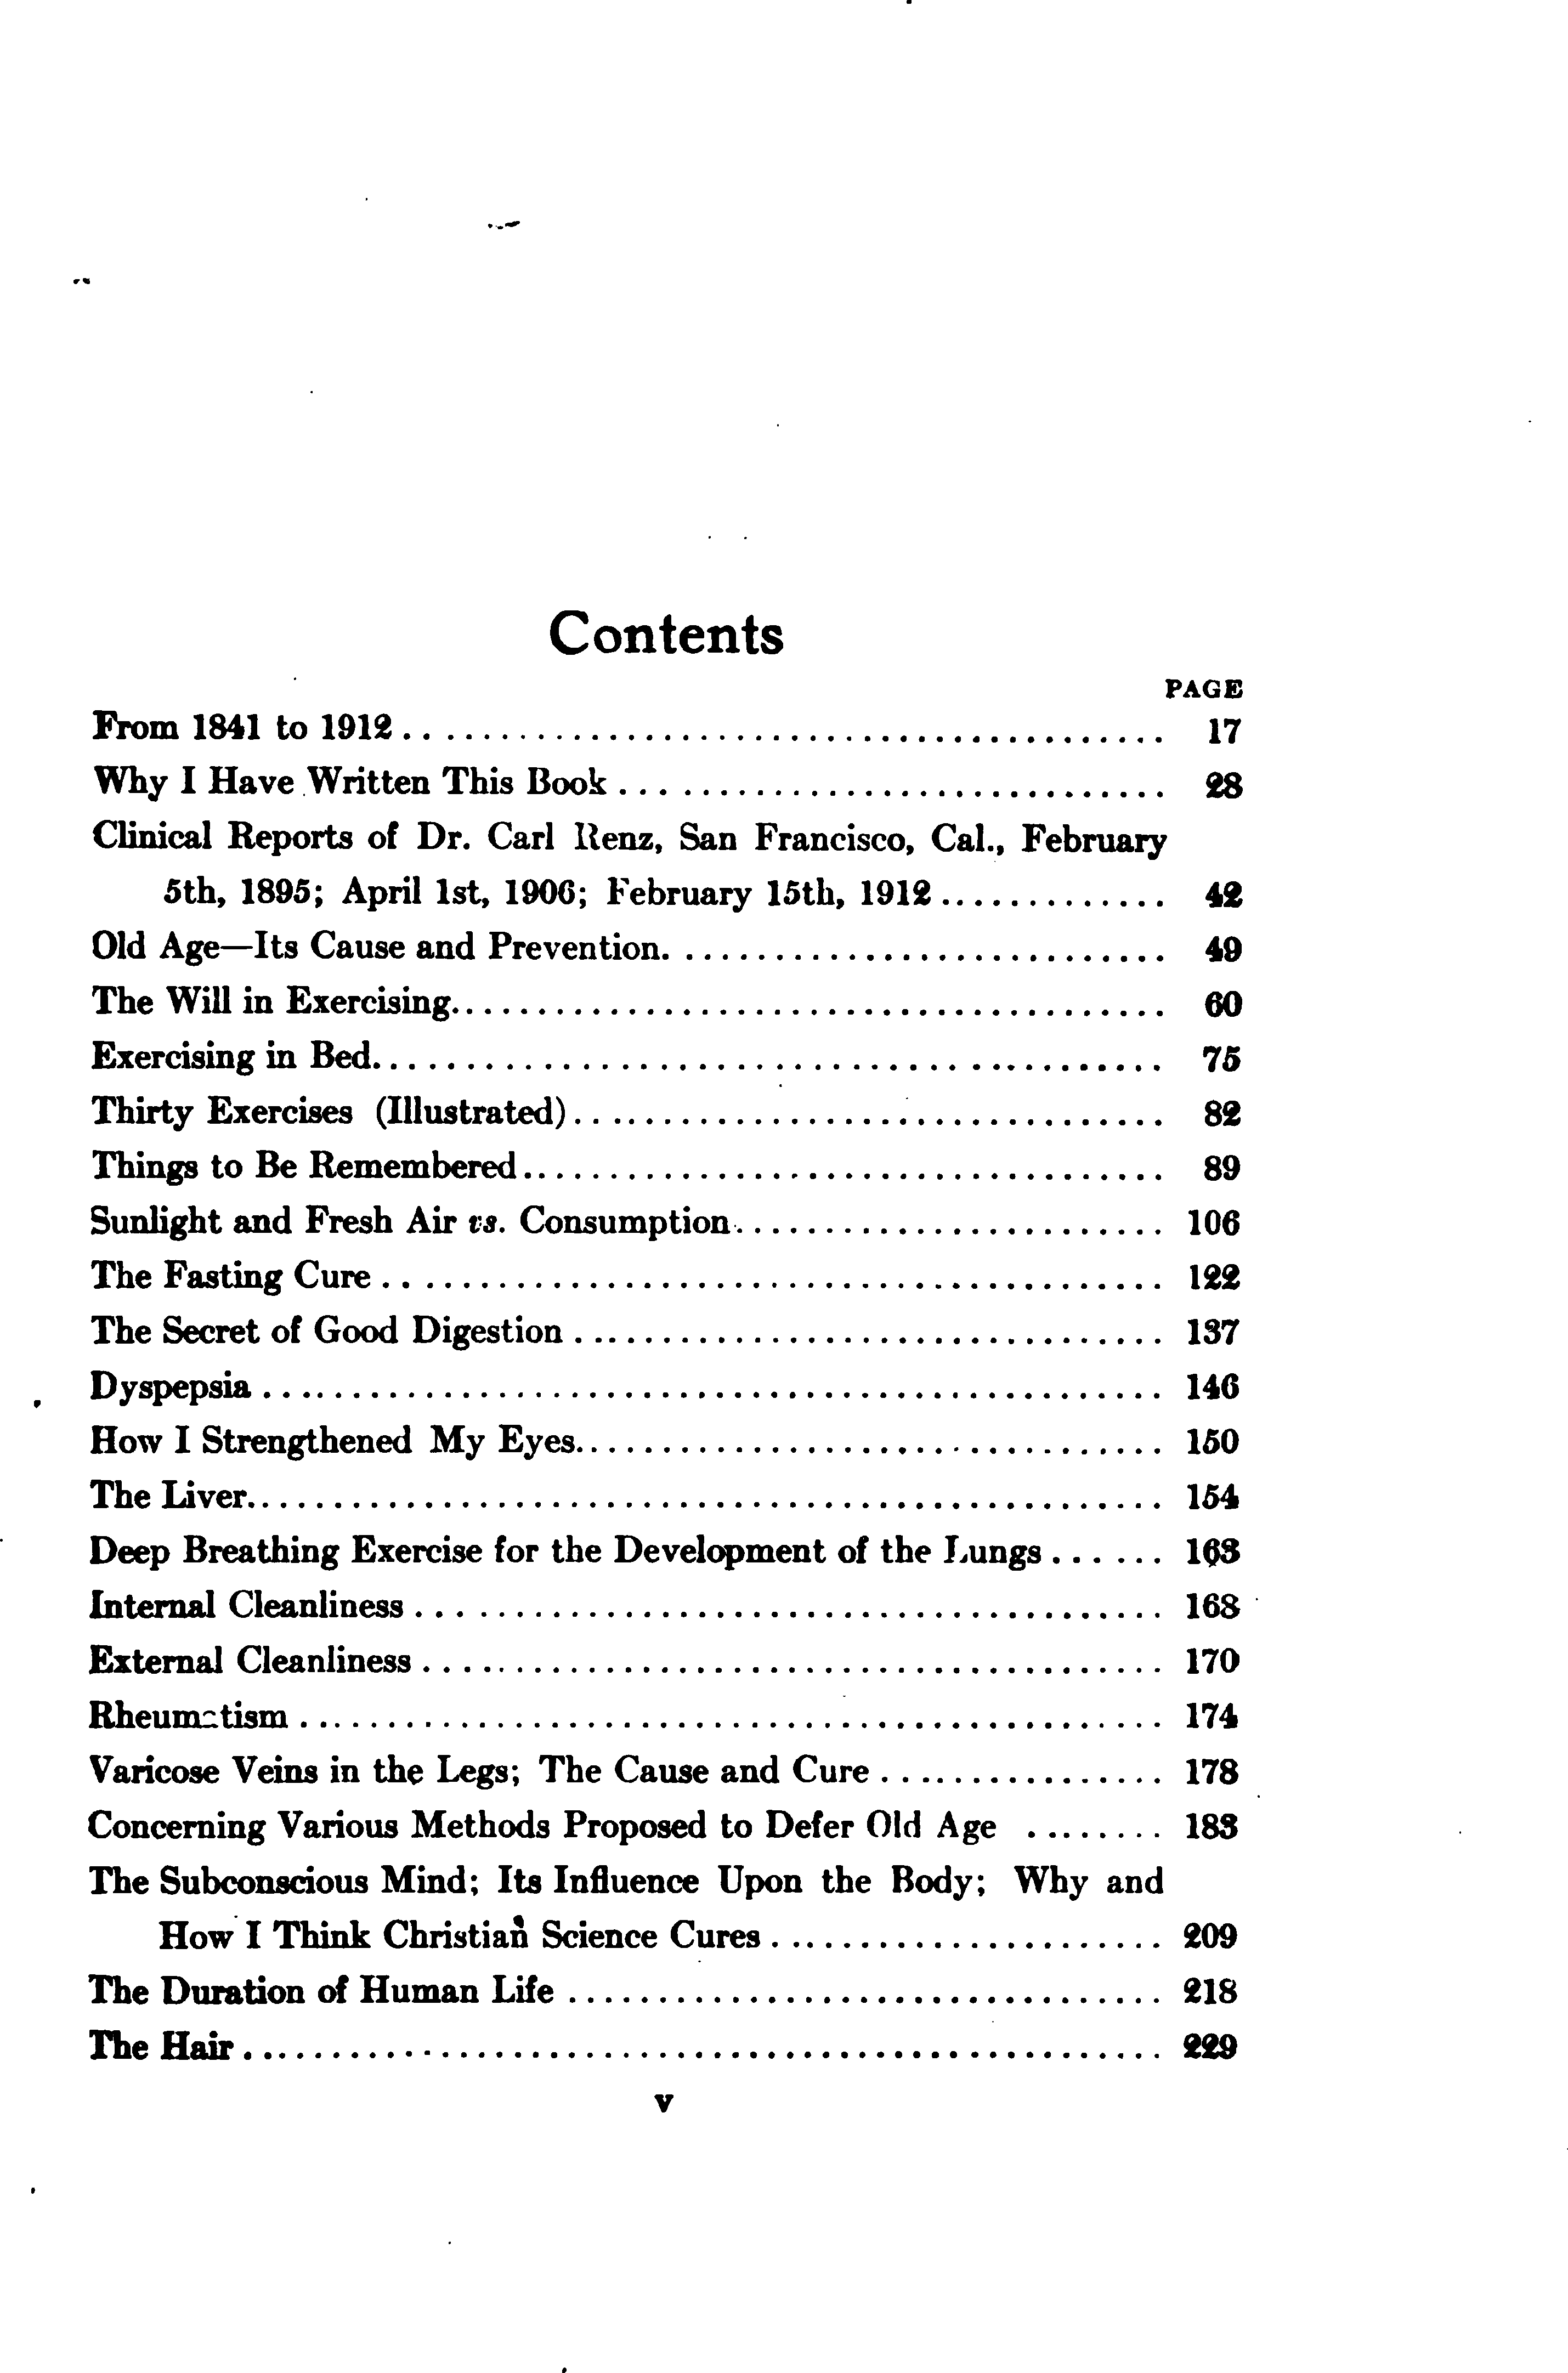 Contents
PAGE
From 1841 to 1912 . . . . . . . . . . . . . . . . . . . . . . . . . . . . . . . . . . . . . . . . . . 17
Why I Have Written This Book . . . . . . . . . . . . . . . . . . . . . . . . . . . . . . 28
Clinical Reports of Dr. Carl Renz, San Francisco, Cal., February
5th, 1895; April 1st, 1906; February 15th, 1912 . . . . . . . . . . . . . 42
Old Age—Its Cause and Prevention. . . . . . . . . . . . . . . . . . . . . . . . . . . . 49
The Will in Exercising. . . . . . . . . . . . . . . . . . . . . . . . . . . . . . . . . . . . . . . 60
Exercising in Bed. . . . . . . . . . . . . . . . . . . . . . . . . . . . . . . . . . . . . . . . . . . 75
Thirty Exercises (Illustrated) . . . . . . . . . . . . . . . . . . . . . . . . . . . . . . . . 82
Things to Be Remembered . . . . . . . . . . . . . . . . . . . . . . . . . . . . . . . . . . . 89
Sunlight and Fresh Air vs. Consumption . . . . . . . . . . . . . . . . . . . . . . . . 106
The Fasting Cure . . . . . . . . . . . . . . . . . . . . . . . . . . . . . . . . . . . . . . . . . . 122
The Secret of Good Digestion . . . . . . . . . . . . . . . . . . . . . . . . . . . . . . . . 137
Dyspepsia . . . . . . . . . . . . . . . . . . . . . . . . . . . . . . . . . . . . . . . . . . . . . . . . . 146
How I Strengthened My Eyes. . . . . . . . . . . . . . . . . . . . . . . . . . . . . . . . . 150
The Liver. . . . . . . . . . . . . . . . . . . . . . . . . . . . . . . . . . . . . . . . . . . . . . . . . . 154
Deep Breathing Exercise for the Development of the Lungs . . . . . . 163
Internal Cleanliness . . . . . . . . . . . . . . . . . . . . . . . . . . . . . . . . . . . . . . . . . 168
External Cleanliness . . . . . . . . . . . . . . . . . . . . . . . . . . . . . . . . . . . . . . . . 170
Rheumatism . . . . . . . . . . . . . . . . . . . . . . . . . . . . . . . . . . . . . . . . . . . . . . . 174
Varicose Veins in the Legs; The Cause and Cure . . . . . . . . . . . . . . . . 178
Concerning Various Methods Proposed to Defer Old Age . . . . . . . . 183
The Subconscious Mind; Its Influence Upon the Body; Why and
How I Think Christian Science Cures . . . . . . . . . . . . . . . . . . . . . . 209
The Duration of Human Life . . . . . . . . . . . . . . . . . . . . . . . . . . . . . . . . . 218
The Hair . . . . . . . . . . . . . . . . . . . . . . . . . . . . . . . . . . . . . . . . . . . . . . . . . . 229
v